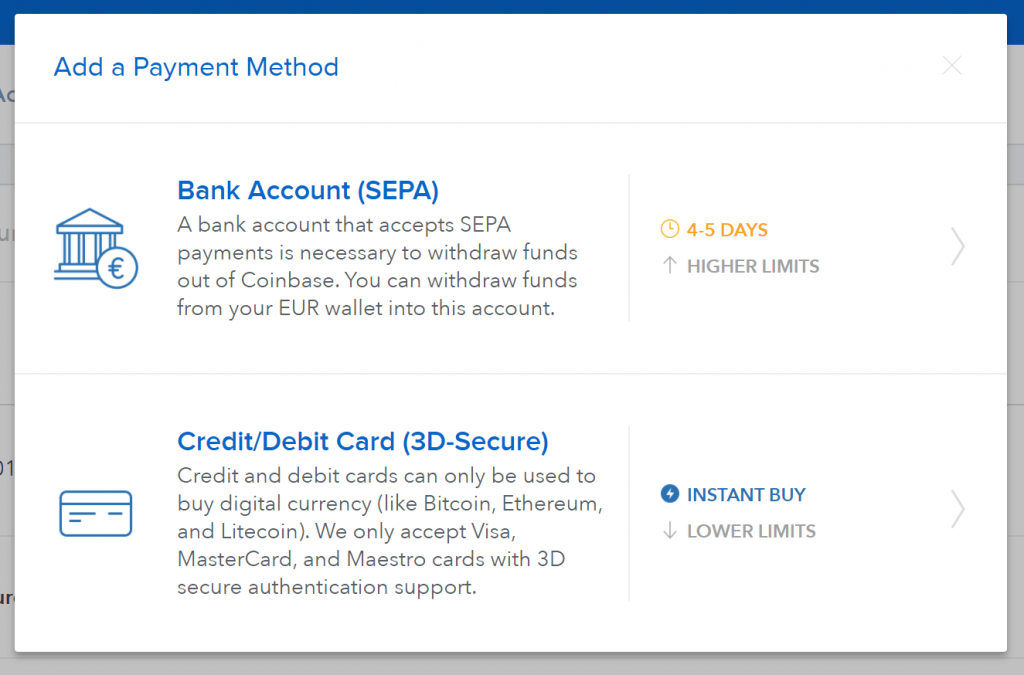 Add a Payment Method
Bank Account (SEPA)
A bank account that accepts SEPA
payments is necessary to withdraw funds
out of Coinbase. You can withdraw funds
from your EUR wallet into this account.
4-5 DAYS
HIGHER LIMITS
Credit/Debit Card (3D-Secure)
Credit and debit cards can only be used to
buy digital currency (like Bitcoin, Ethereum,
and Litecoin). We only accept Visa,
MasterCard, and Maestro cards with 3D
secure authentication support.
INSTANT BUY
LOWER LIMITS